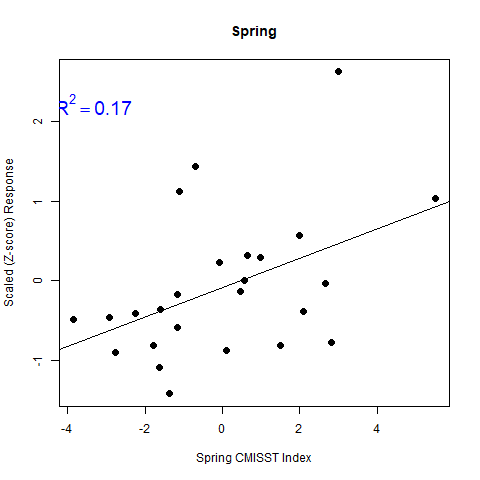 Spring
R² = 0.17
Scaled (Z-score) Response
2
1
0
-1
-4 -2 0 2 4
Spring CMISST Index